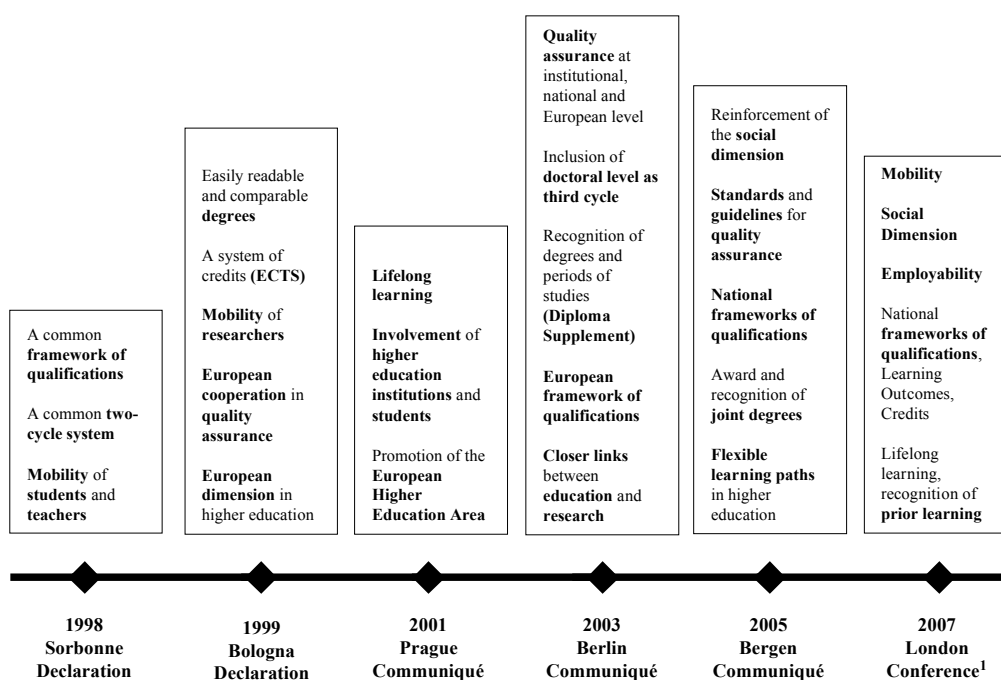 A common
framework of
qualifications
A common two-
cycle system
Mobility of
students and
teachers
Easily readable
and comparable
degrees
A system of
credits (ECTS)
Mobility of
researchers
European
cooperation in
quality
assurance
European
dimension in
higher education
Lifelong
learning
Involvement of
higher
education
institutions and
students
Promotion of the
European
Higher
Education Area
Quality
assurance at
institutional,
national and
European level
Inclusion of
doctoral level as
third cycle
Recognition of
degrees and
periods of
studies
(Diploma
Supplement)
European
framework of
qualifications
Closer links
between
education and
research
Reinforcement of
the social
dimension
Standards and
guidelines for
quality
assurance
National
frameworks of
qualifications
Award and
recognition of
joint degrees
Flexible
learning paths
in higher
education
Mobility
Social
Dimension
Employability
National
frameworks of
qualifications,
Learning
Outcomes,
Credits
Lifelong
learning,
recognition of
prior learning
1998
Sorbonne
Declaration
1999
Bologna
Declaration
2001
Prague
Communiqué
2003
Berlin
Communiqué
2005
Bergen
Communiqué
2007
London
Conference1